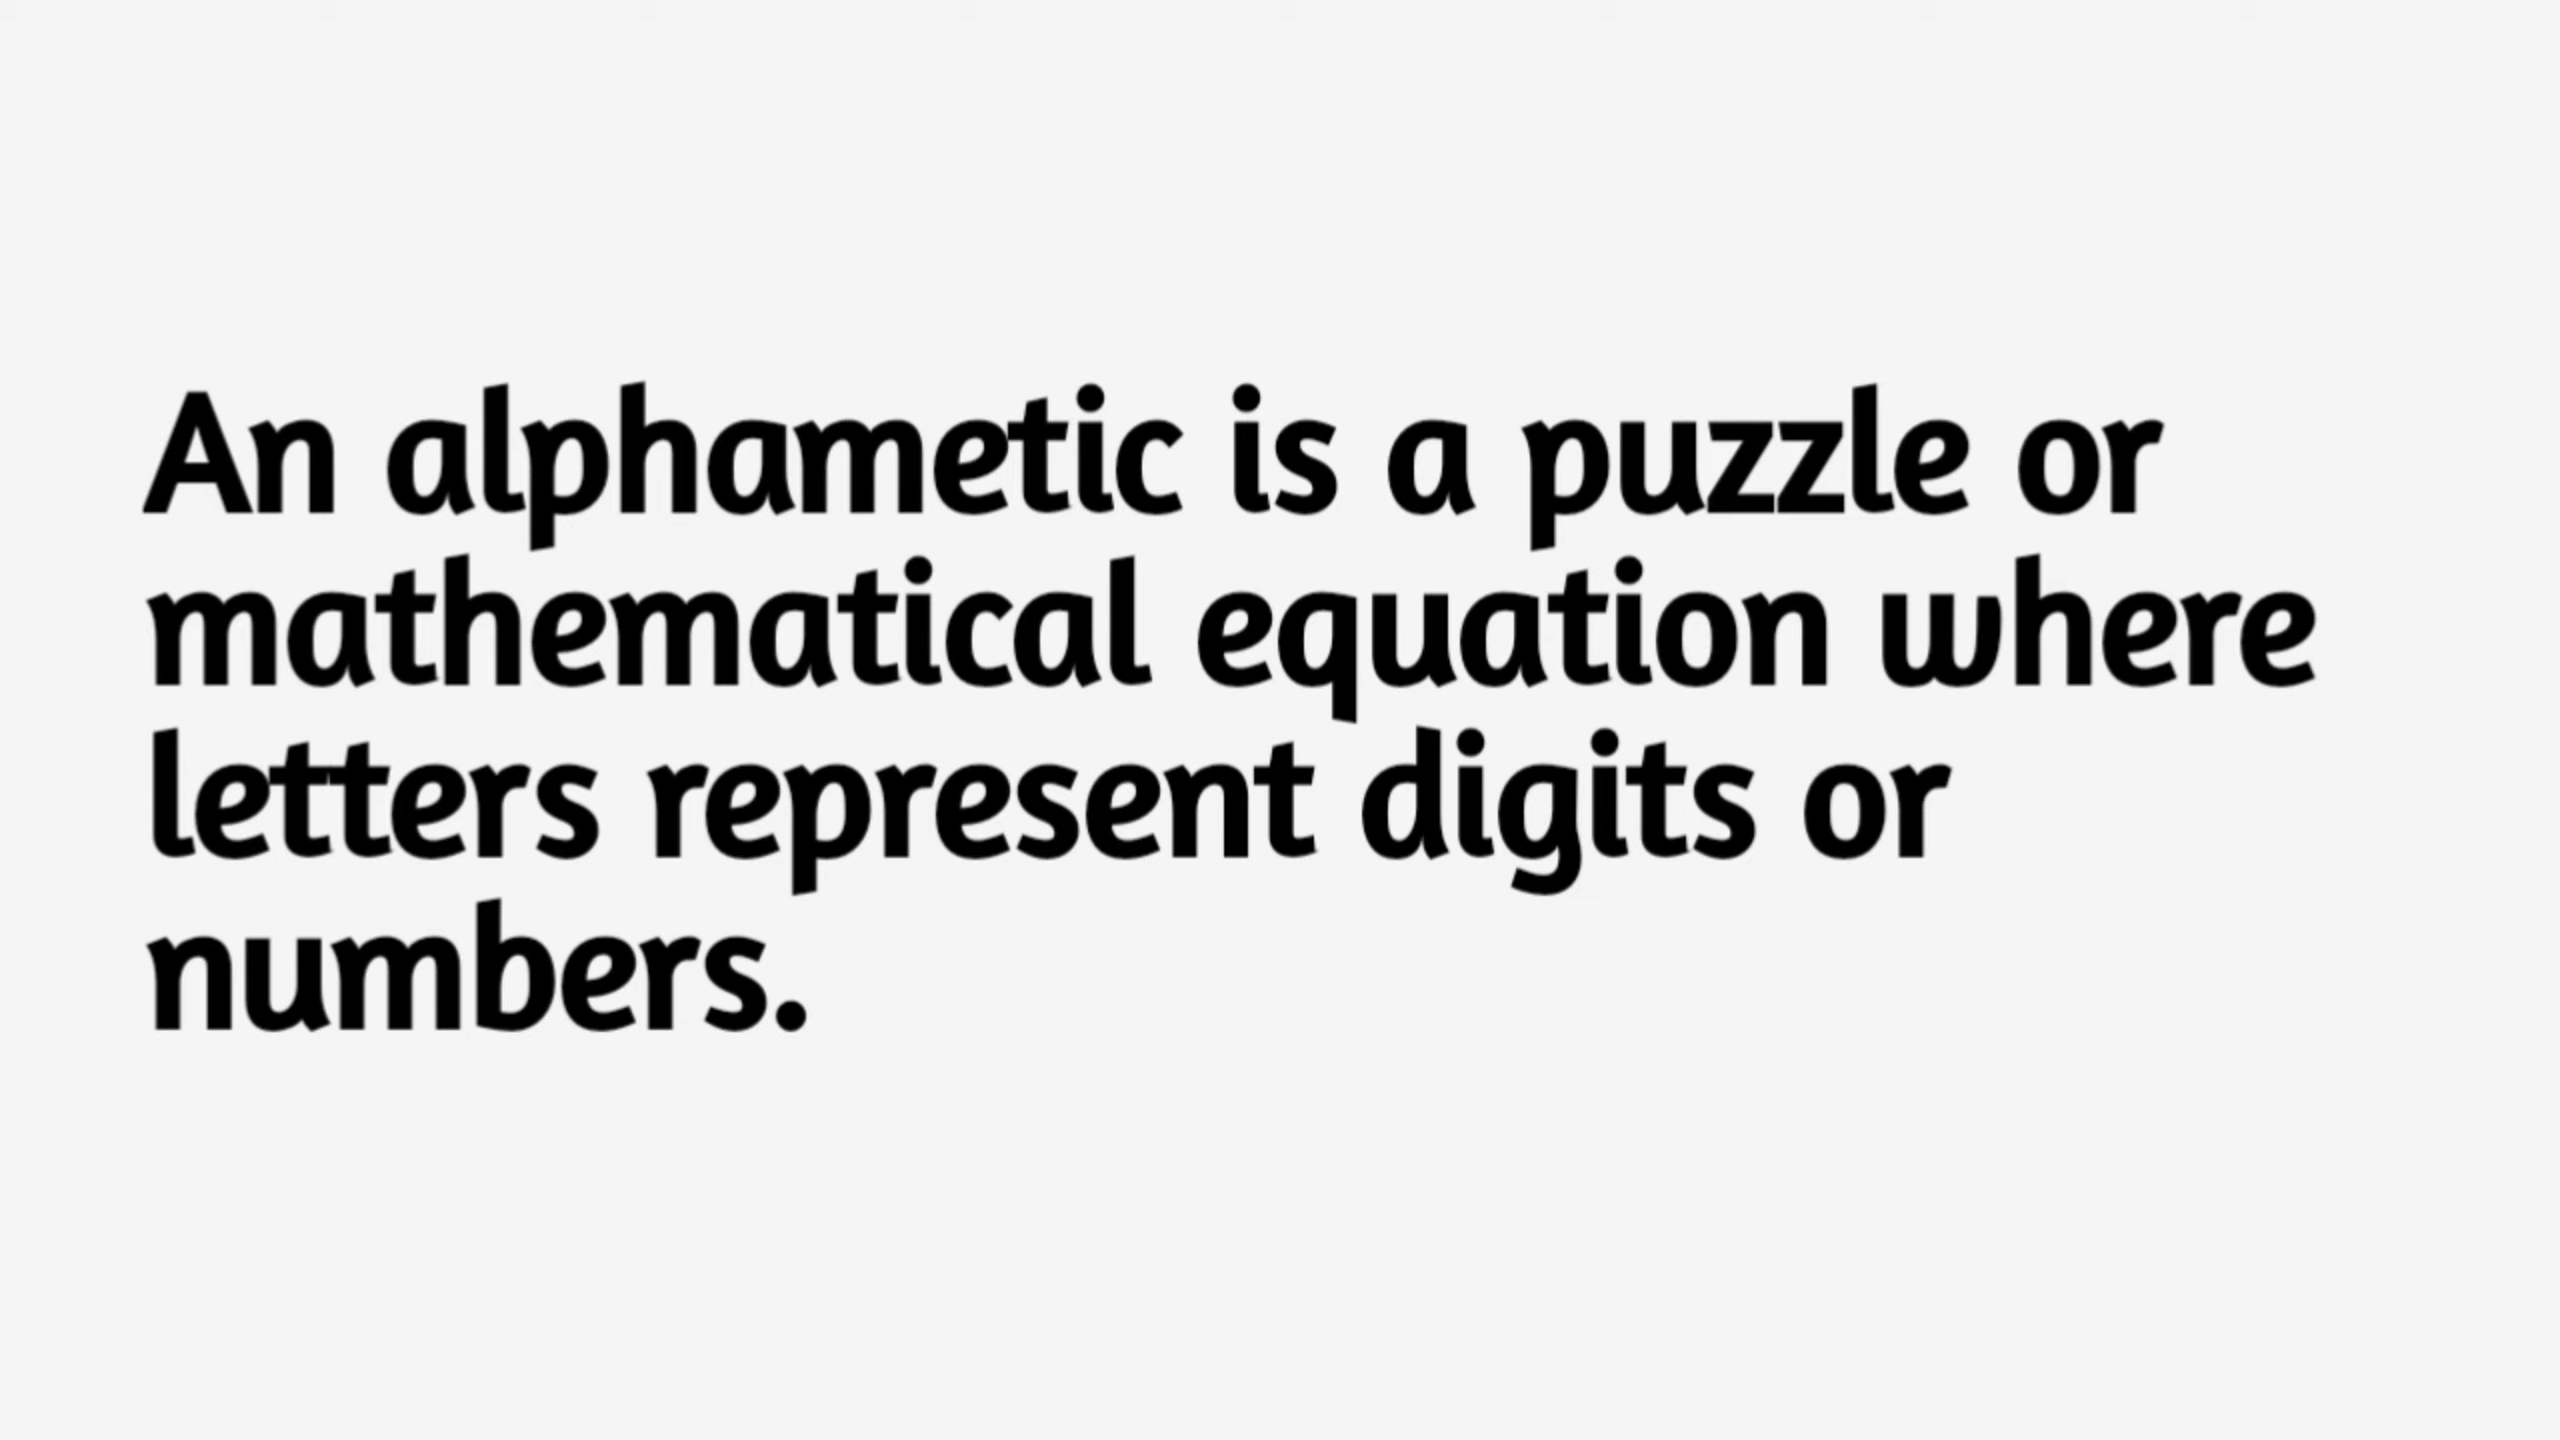 An alphametic is a puzzle or
mathematical equation where
letters represent digits or
numbers.